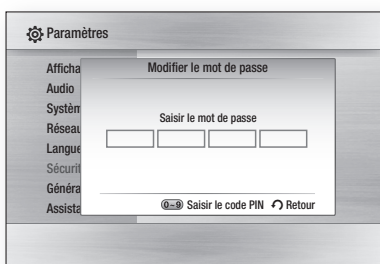 Paramètres
Modifier le mot de passe
Afficha
Audio
Systèm
Réseau
Langue
Sécurit
Généra
Assista
Saisir le mot de passe
0~9 Saisir le code PIN Retour